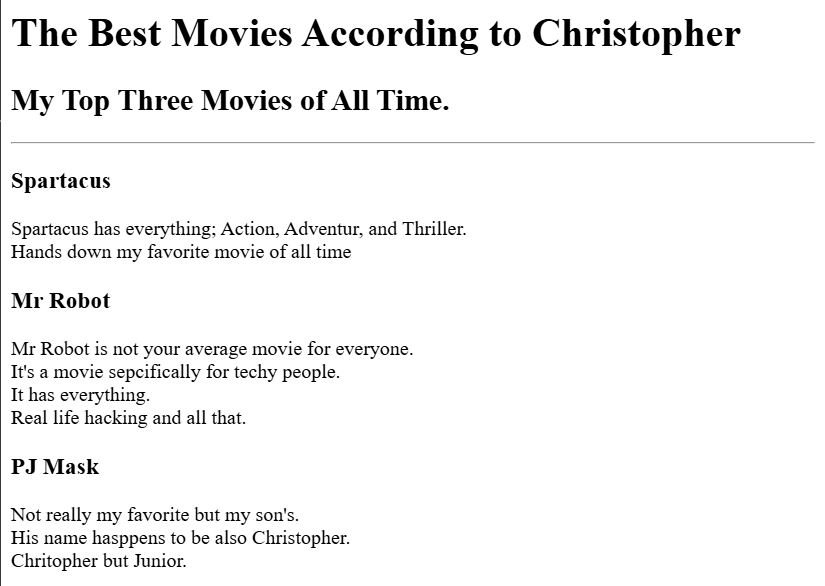 The Best Movies According to Christopher
My Top Three Movies of All Time.
Spartacus
Spartacus has everything; Action, Adventur, and Thriller.
Hands down my favorite movie of all time
Mr Robot
Mr Robot is not your average movie for everyone.
It's a movie sepcifically for techy people.
It has everything.
Real life hacking and all that.
PJ Mask
Not really my favorite but my son's.
His name hasppens to be also Christopher.
Chritopher but Junior.